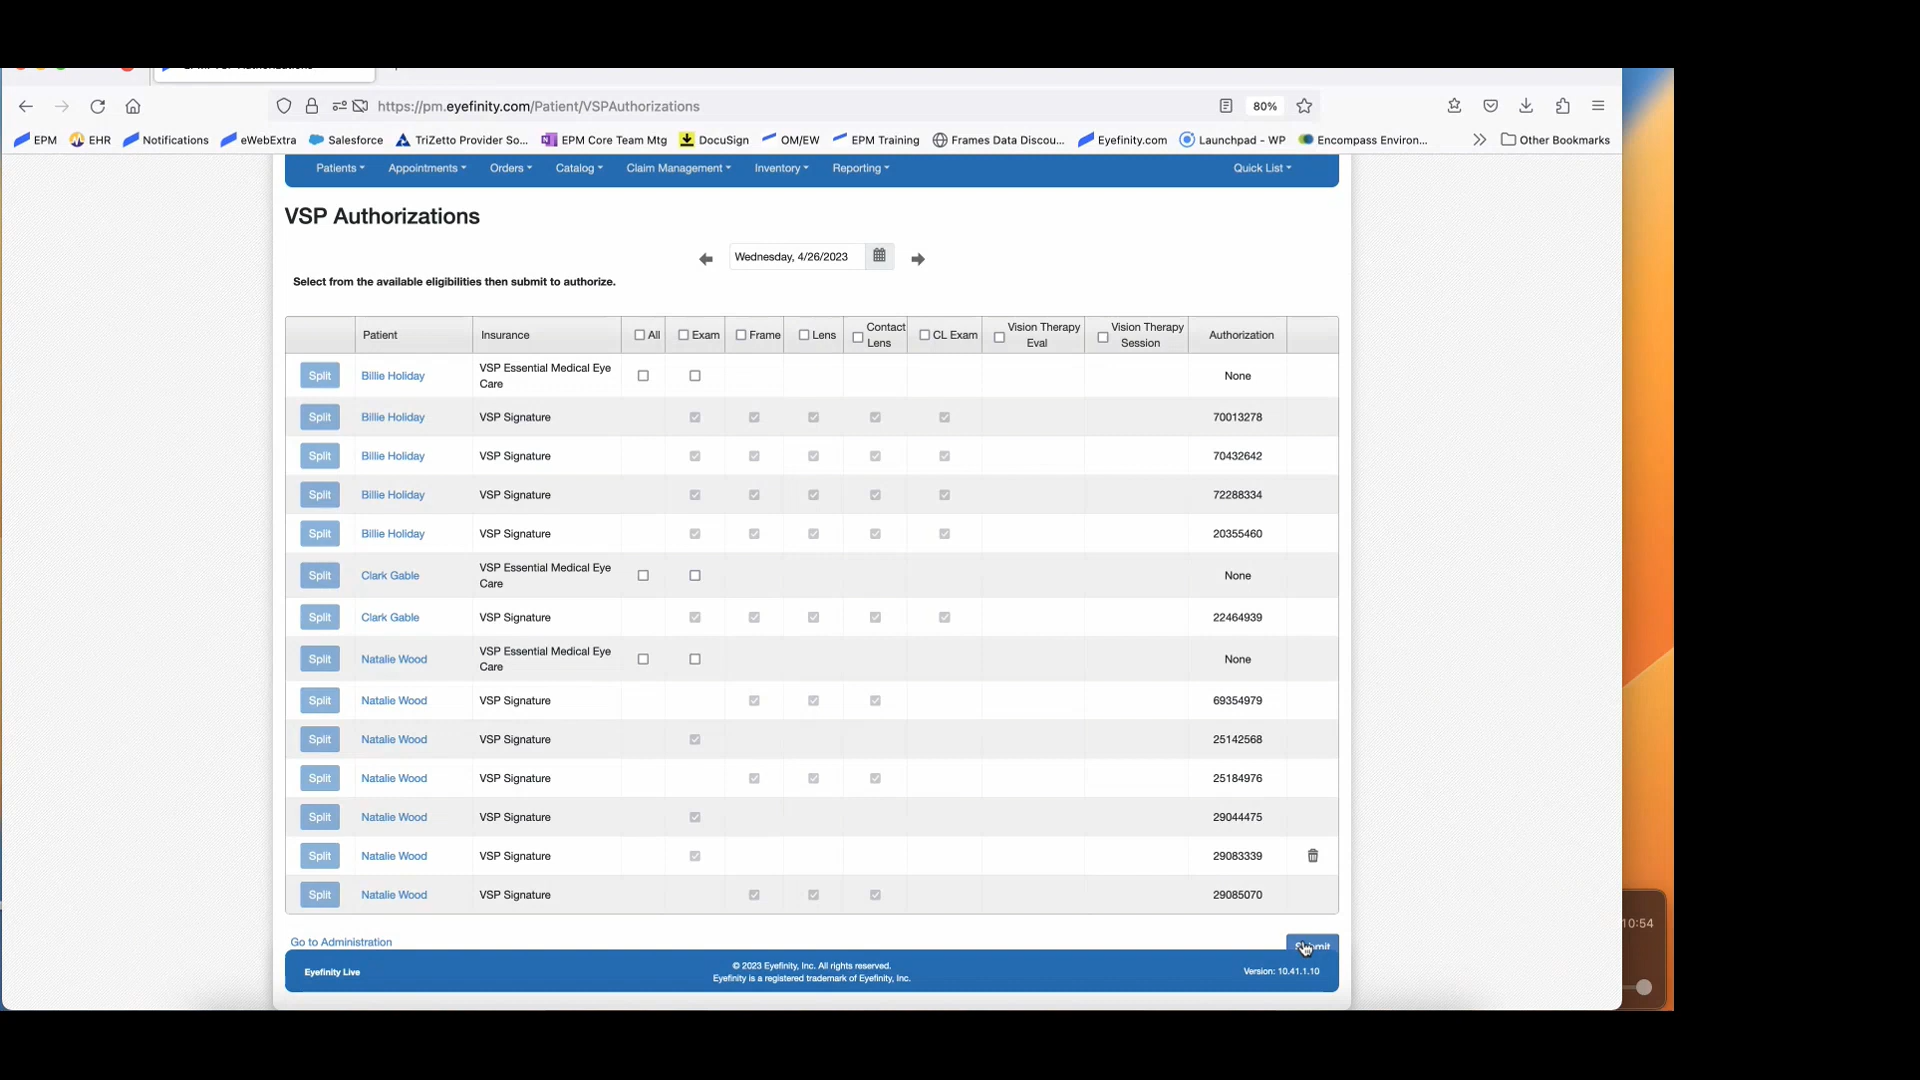 https://pm.eyefinity.com/Patient/VSPAuthorizations
80%
EPM EHR Notifications eWebExtra Salesforce TriZetto Provider So... EPM Core Team Mtg DocuSign OM/EW EPM Training Frames Data Discou... Eyefinity.com Launchpad - WP Encompass Environ... Other Bookmarks
Patients Appointments Orders Catalog Claim Management Inventory Reporting Quick List
VSP Authorizations
Wednesday, 4/26/2023
Select from the available eligibilities then submit to authorize.
Patient Insurance All Exam Frame Lens Contact Lens CL Exam Vision Therapy Eval Vision Therapy Session Authorization
Split Billie Holiday VSP Essential Medical Eye Care None
Split Billie Holiday VSP Signature 70013278
Split Billie Holiday VSP Signature 70432642
Split Billie Holiday VSP Signature 72288334
Split Billie Holiday VSP Signature 20355460
Split Clark Gable VSP Essential Medical Eye Care None
Split Clark Gable VSP Signature 22464939
Split Natalie Wood VSP Essential Medical Eye Care None
Split Natalie Wood VSP Signature 69354979
Split Natalie Wood VSP Signature 25142568
Split Natalie Wood VSP Signature 25184976
Split Natalie Wood VSP Signature 29044475
Split Natalie Wood VSP Signature 29083339
Split Natalie Wood VSP Signature 29085070
10:54
Go to Administration
Submit
Eyefinity Live
© 2023 Eyefinity, Inc. All rights reserved.
Eyefinity is a registered trademark of Eyefinity, Inc.
Version: 10.41.1.10